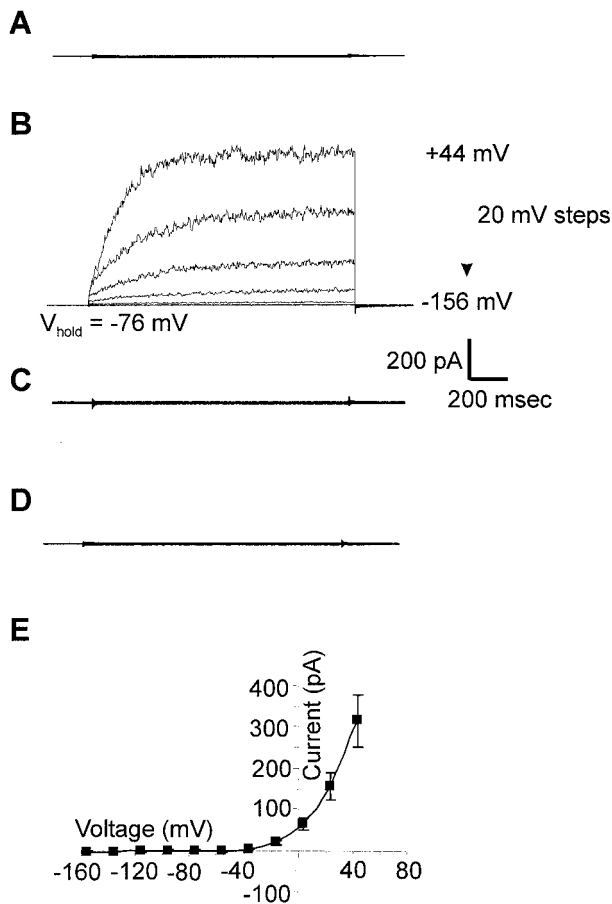 A
B
+44 mV
20 mV steps
-156 mV
Vhold = -76 mV
200 pA
200 msec
C
D
E
Current (pA)
400
300
200
100
Voltage (mV)
-160 -120 -80 -40 40 80
-100